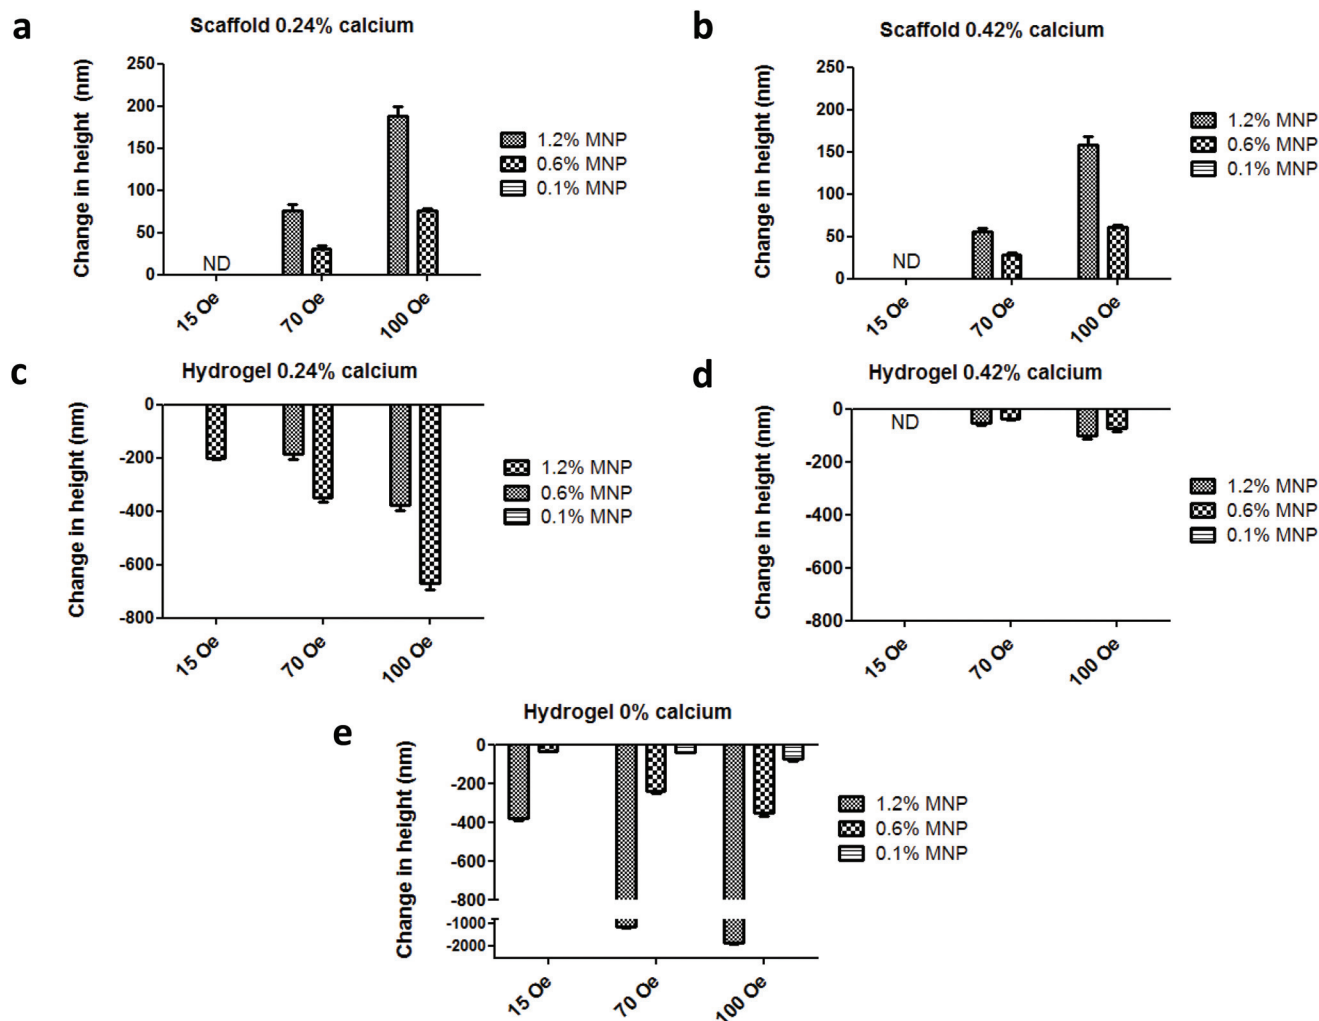 a
Scaffold 0.24% calcium
Change in height (nm)
250
200
150
100
50
0
ND
15 Oe
70 Oe
100 Oe
1.2% MNP
0.6% MNP
0.1% MNP
b
Scaffold 0.42% calcium
Change in height (nm)
250
200
150
100
50
0
ND
15 Oe
70 Oe
100 Oe
1.2% MNP
0.6% MNP
0.1% MNP
c
Hydrogel 0.24% calcium
Change in height (nm)
0
-200
-400
-600
-800
15 Oe
70 Oe
100 Oe
1.2% MNP
0.6% MNP
0.1% MNP
d
Hydrogel 0.42% calcium
Change in height (nm)
0
-200
-400
-600
-800
ND
15 Oe
70 Oe
100 Oe
1.2% MNP
0.6% MNP
0.1% MNP
e
Hydrogel 0% calcium
Change in height (nm)
0
-200
-400
-600
-800
-1000
-2000
15 Oe
70 Oe
100 Oe
1.2% MNP
0.6% MNP
0.1% MNP